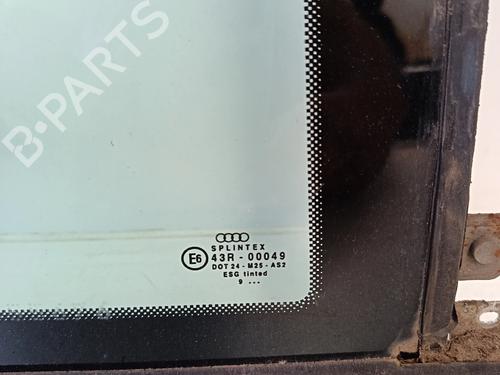 B-PARTS
SPLINTEX
E6 43R - 00049
DOT 24 - M25 - AS2
ESG tinted
9 ...